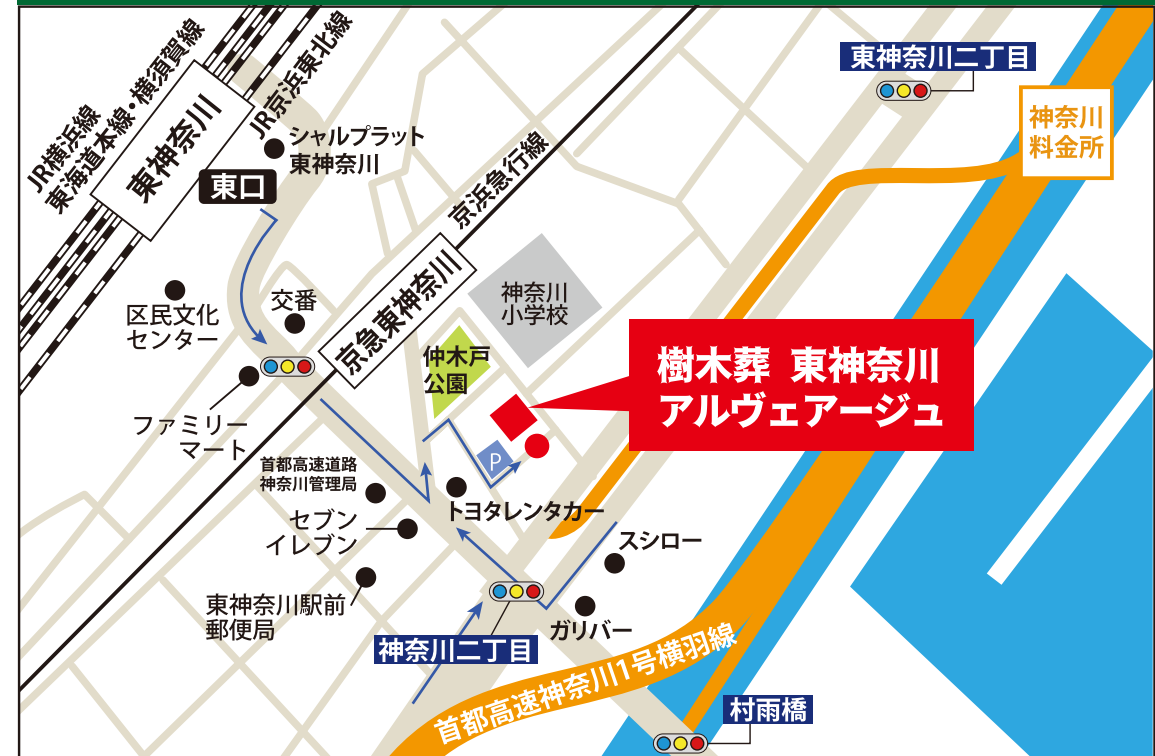 JR横浜線
東海道本線・横須賀線
東神奈川
JR京浜東北線
シャルプラット
東神奈川
東口
京浜急行線
東神奈川二丁目
神奈川
料金所
区民文化
センター
交番
京急東神奈川
神奈川
小学校
仲木戸
公園
樹木葬 東神奈川
アルヴェアージュ
ファミリー
マート
首都高速道路
神奈川管理局
P
トヨタレンタカー
セブン
イレブン
スシロー
東神奈川駅前
郵便局
神奈川二丁目
ガリバー
首都高速神奈川1号横羽線
村雨橋